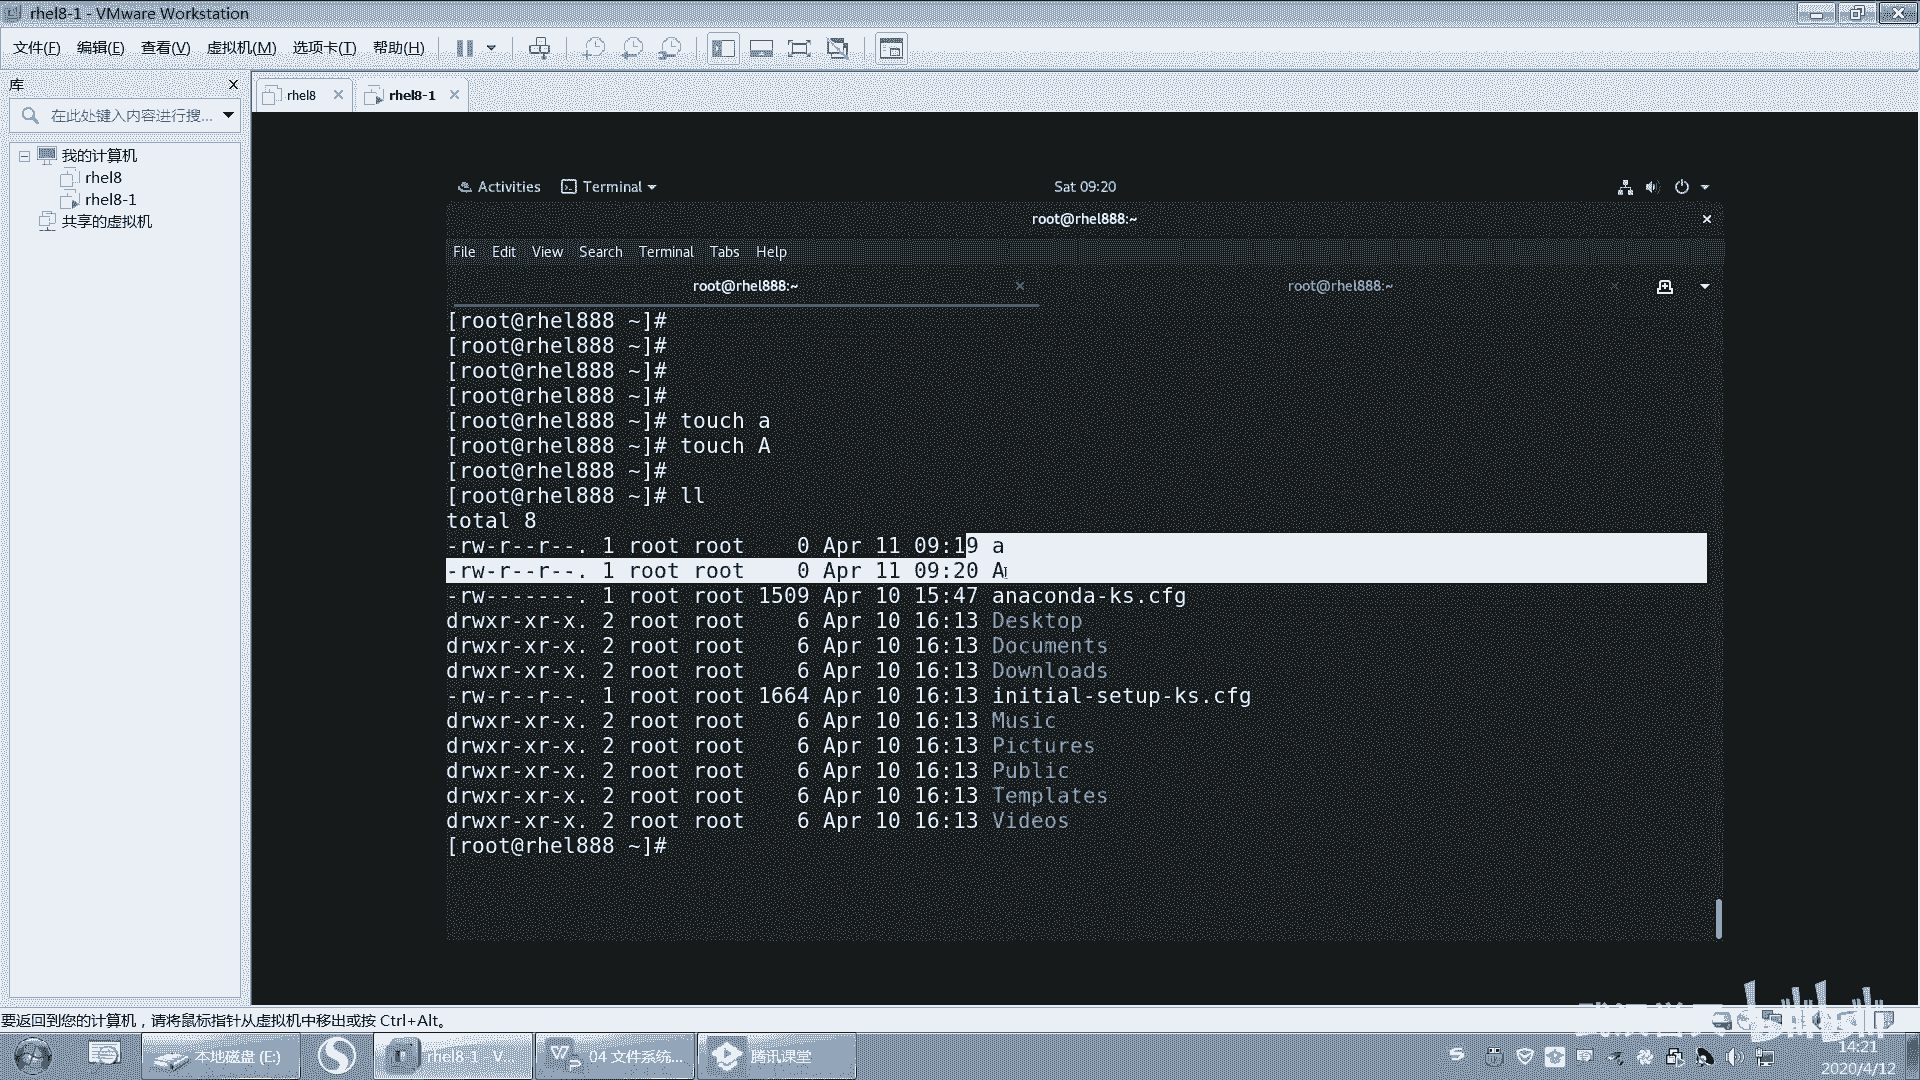 rhel8-1 - VMware Workstation
文件(F) 编辑(E) 查看(V) 虚拟机(M) 选项卡(T) 帮助(H)
库
rhel8
rhel8-1
在此处键入内容进行搜...
我的计算机
rhel8
rhel8-1
共享的虚拟机
Activities Terminal Sat 09:20
root@rhel888:~
File Edit View Search Terminal Tabs Help
root@rhel888:~ root@rhel888:~
[root@rhel888 ~]#
[root@rhel888 ~]#
[root@rhel888 ~]#
[root@rhel888 ~]#
[root@rhel888 ~]# touch a
[root@rhel888 ~]# touch A
[root@rhel888 ~]#
[root@rhel888 ~]# ll
total 8
-rw-r--r--. 1 root root    0 Apr 11 09:19 a
-rw-r--r--. 1 root root    0 Apr 11 09:20 A
-rw-------. 1 root root 1509 Apr 10 15:47 anaconda-ks.cfg
drwxr-xr-x. 2 root root    6 Apr 10 16:13 Desktop
drwxr-xr-x. 2 root root    6 Apr 10 16:13 Documents
drwxr-xr-x. 2 root root    6 Apr 10 16:13 Downloads
-rw-r--r--. 1 root root 1664 Apr 10 16:13 initial-setup-ks.cfg
drwxr-xr-x. 2 root root    6 Apr 10 16:13 Music
drwxr-xr-x. 2 root root    6 Apr 10 16:13 Pictures
drwxr-xr-x. 2 root root    6 Apr 10 16:13 Public
drwxr-xr-x. 2 root root    6 Apr 10 16:13 Templates
drwxr-xr-x. 2 root root    6 Apr 10 16:13 Videos
[root@rhel888 ~]#
要返回到您的计算机，请将鼠标指针从虚拟机中移出或按 Ctrl+Alt。
bilibili
本地磁盘 (E:) rhel8-1 - V... 04 文件系统... 腾讯课堂
14:21
2020/4/12